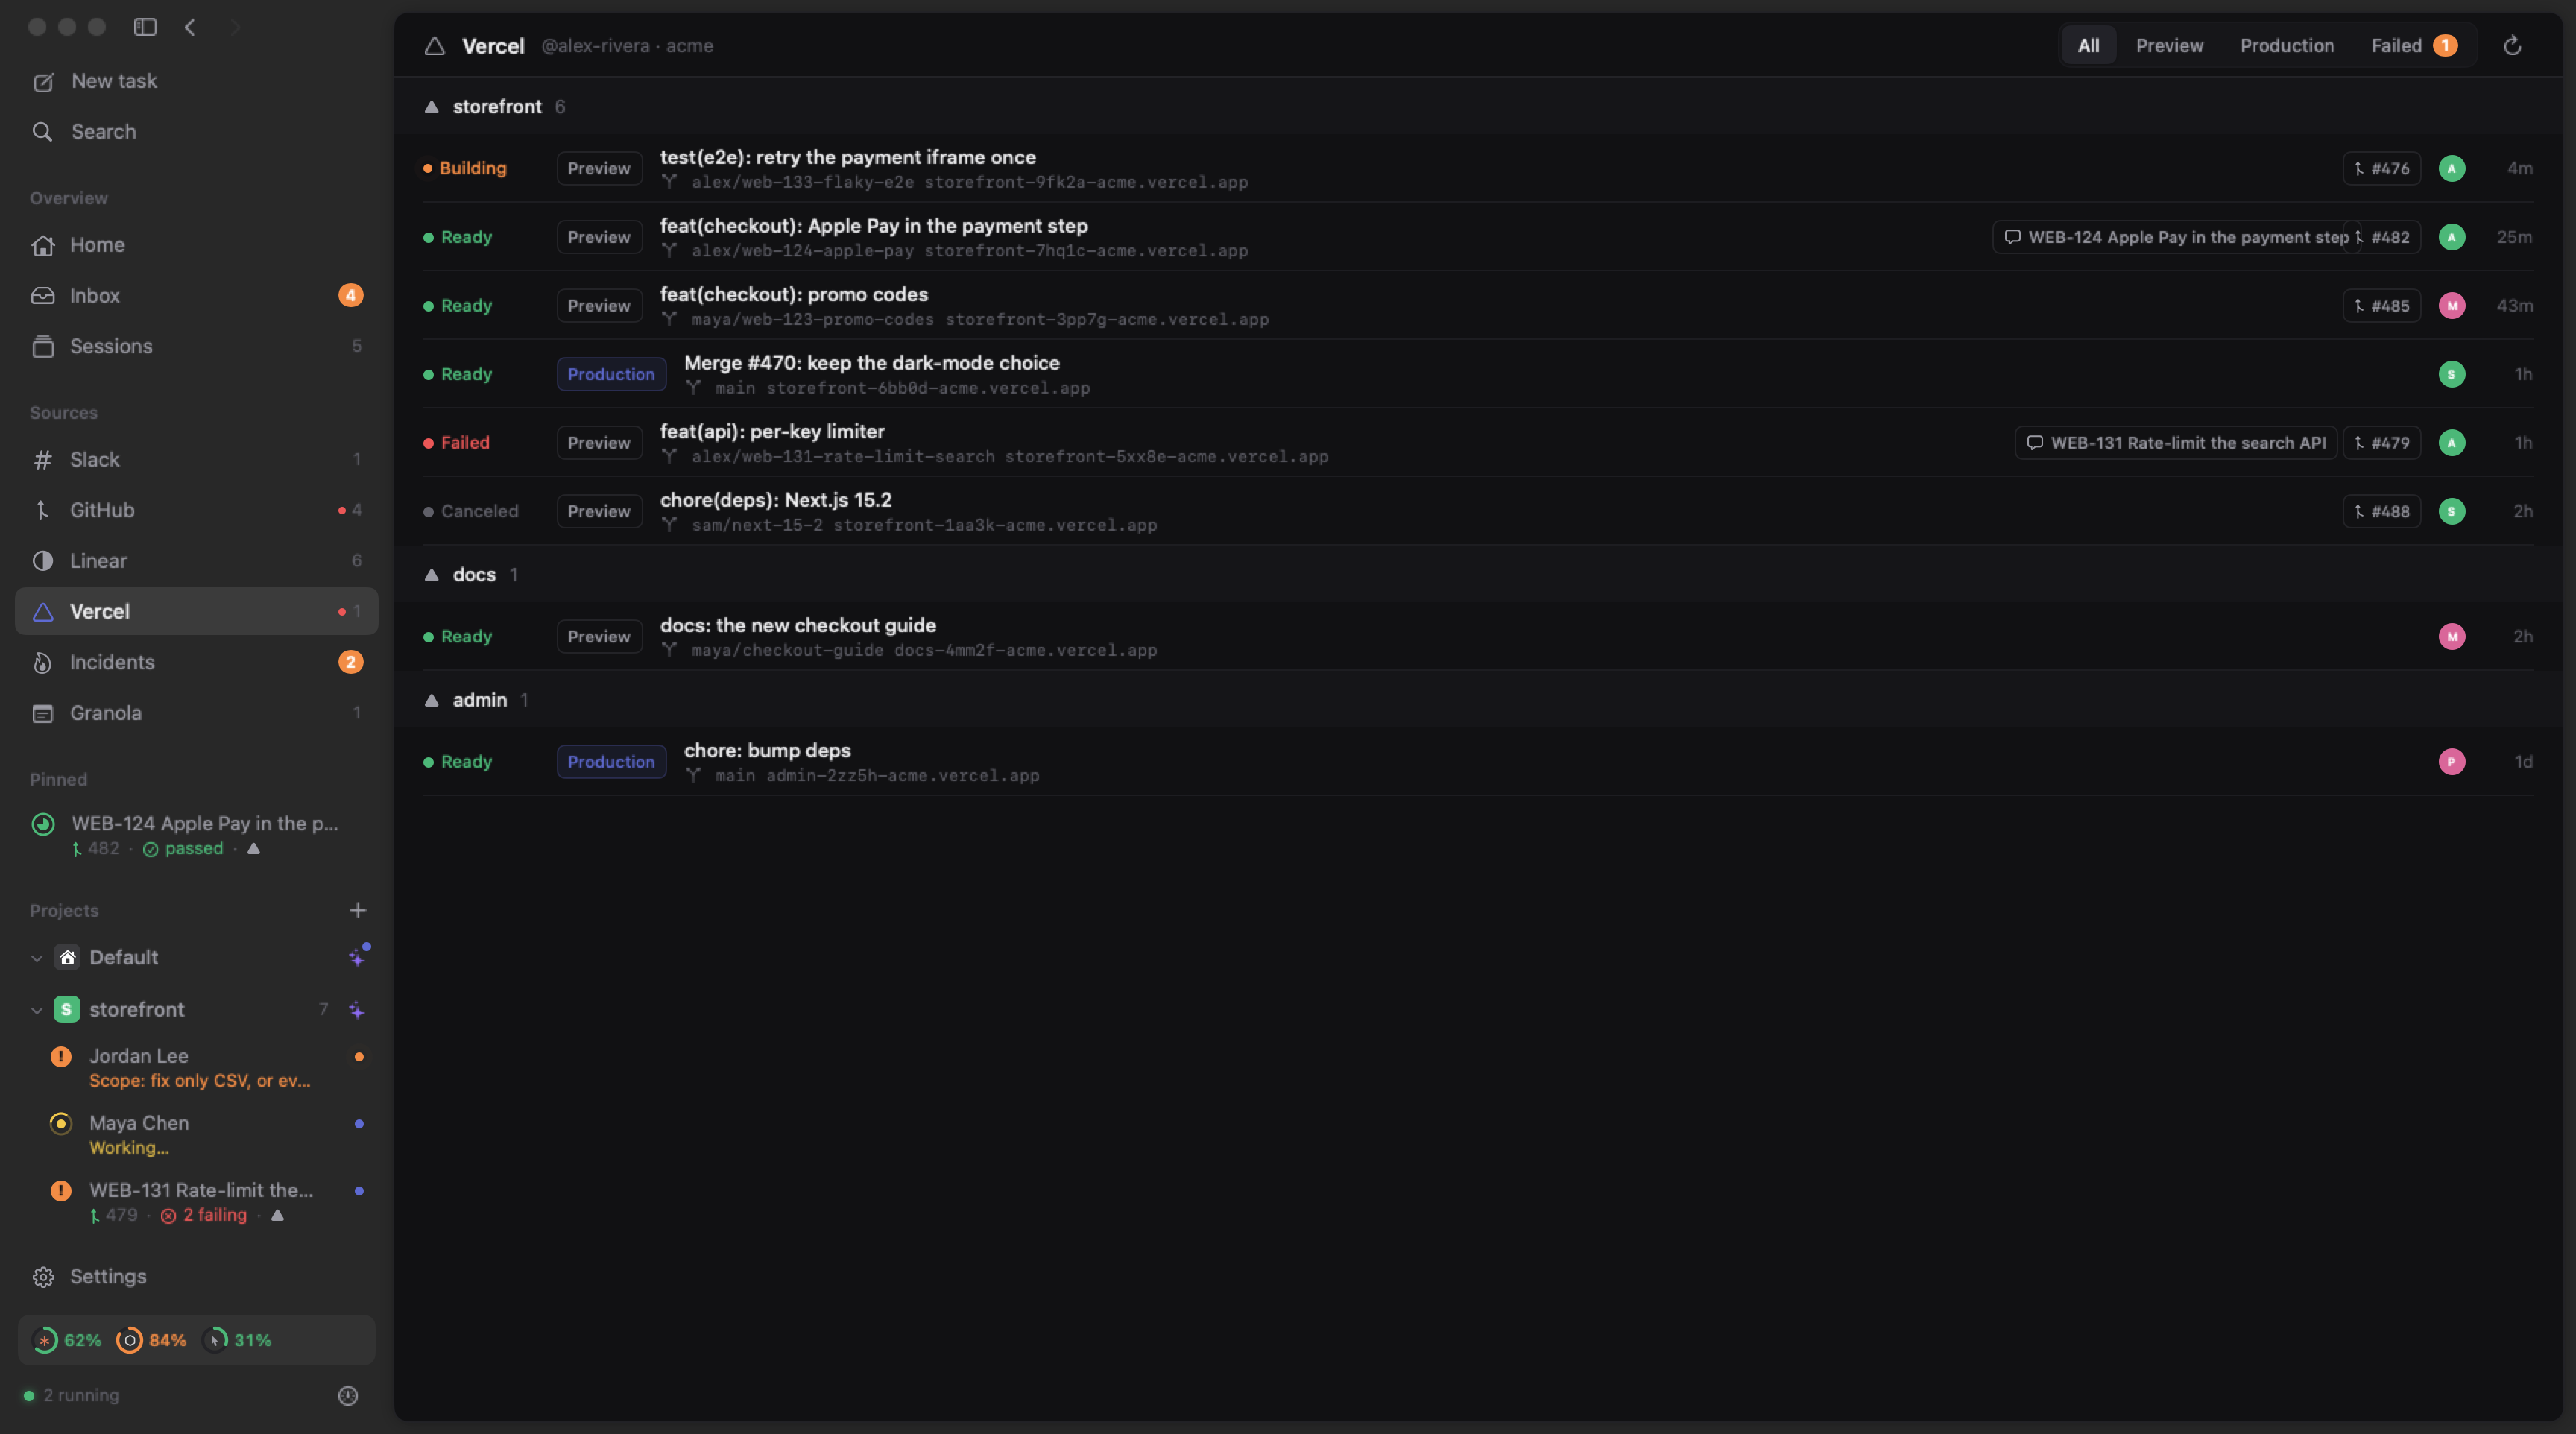 New task
Search
Overview
Home
Inbox 4
Sessions 5
Sources
Slack 1
GitHub 4
Linear 6
Vercel 1
Incidents 2
Granola 1
Pinned
WEB-124 Apple Pay in the p...
482 · passed ·
Projects
Default
S storefront 7
Jordan Lee
Scope: fix only CSV, or ev...
Maya Chen
Working...
WEB-131 Rate-limit the...
479 · 2 failing ·
Settings
62% 84% 31%
2 running
Vercel @alex-rivera · acme
All Preview Production Failed 1
storefront 6
Building Preview test(e2e): retry the payment iframe once
alex/web-133-flaky-e2e storefront-9fk2a-acme.vercel.app
#476 A 4m
Ready Preview feat(checkout): Apple Pay in the payment step
alex/web-124-apple-pay storefront-7hq1c-acme.vercel.app
WEB-124 Apple Pay in the payment step #482 A 25m
Ready Preview feat(checkout): promo codes
maya/web-123-promo-codes storefront-3pp7g-acme.vercel.app
#485 M 43m
Ready Production Merge #470: keep the dark-mode choice
main storefront-6bb0d-acme.vercel.app
S 1h
Failed Preview feat(api): per-key limiter
alex/web-131-rate-limit-search storefront-5xx8e-acme.vercel.app
WEB-131 Rate-limit the search API #479 A 1h
Canceled Preview chore(deps): Next.js 15.2
sam/next-15-2 storefront-1aa3k-acme.vercel.app
#488 S 2h
docs 1
Ready Preview docs: the new checkout guide
maya/checkout-guide docs-4mm2f-acme.vercel.app
M 2h
admin 1
Ready Production chore: bump deps
main admin-2zz5h-acme.vercel.app
P 1d